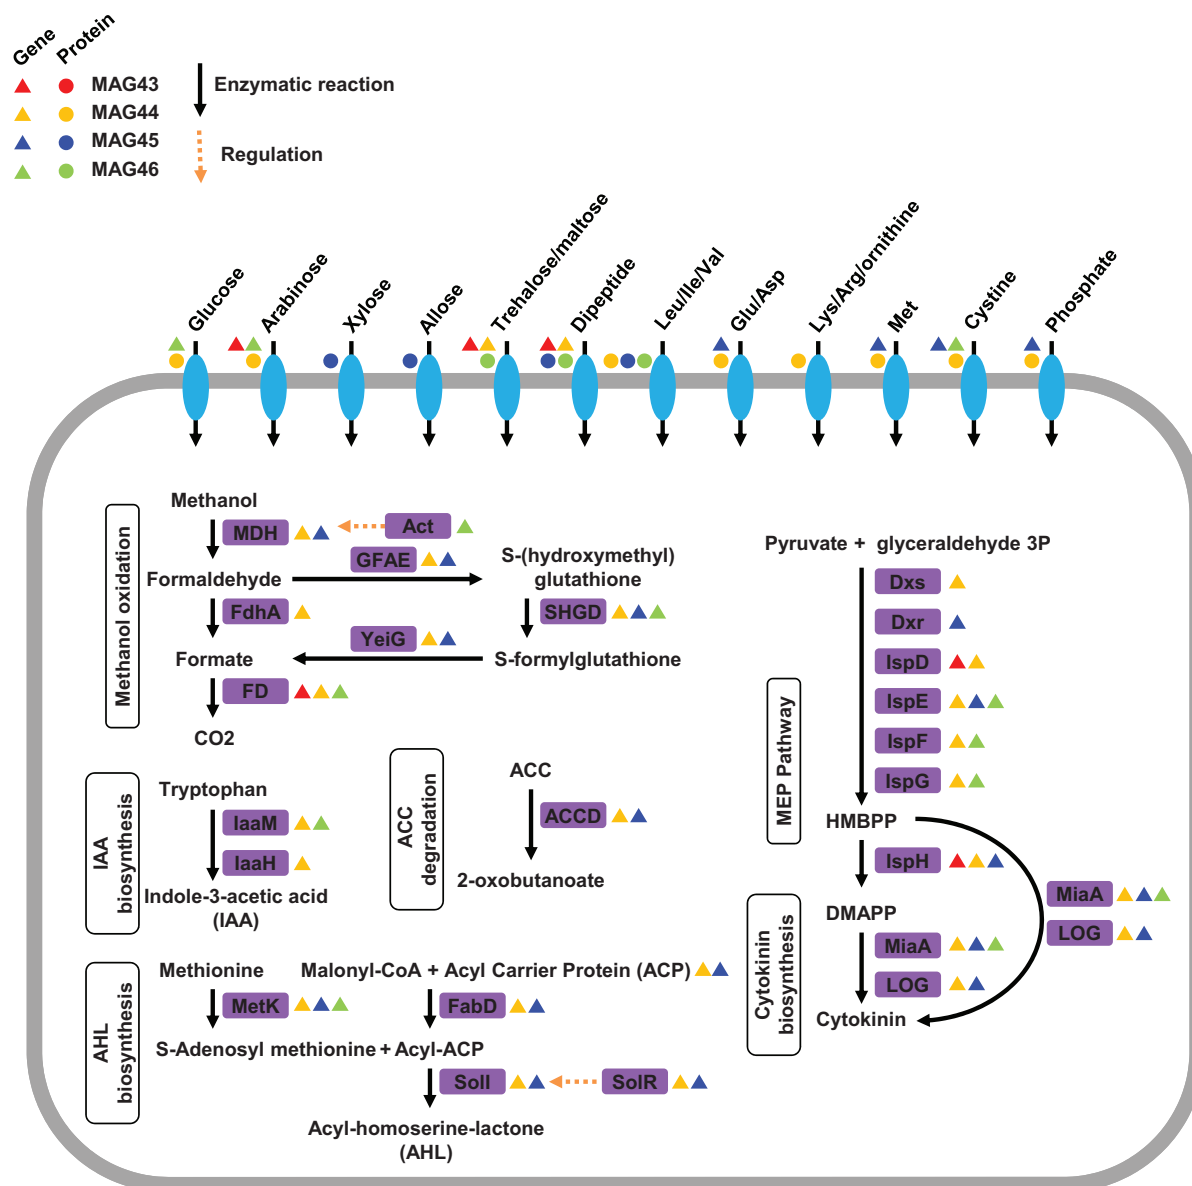 Gene
Protein
MAG43
MAG44
MAG45
MAG46
Enzymatic reaction
Regulation
Glucose
Arabinose
Xylose
Allose
Trehalose/maltose
Dipeptide
Leu/Ile/Val
Glu/Asp
Lys/Arg/ornithine
Met
Cystine
Phosphate
Methanol oxidation
Methanol
MDH
Act
GFAE
Formaldehyde
S-(hydroxymethyl)
glutathione
FdhA
SHGD
YeiG
Formate
S-formylglutathione
FD
CO2
IAA
biosynthesis
Tryptophan
IaaM
IaaH
Indole-3-acetic acid
(IAA)
ACC
degradation
ACC
ACCD
2-oxobutanoate
AHL
biosynthesis
Methionine
MetK
Malonyl-CoA + Acyl Carrier Protein (ACP)
FabD
S-Adenosyl methionine + Acyl-ACP
SolI
SolR
Acyl-homoserine-lactone
(AHL)
MEP Pathway
Pyruvate + glyceraldehyde 3P
Dxs
Dxr
IspD
IspE
IspF
IspG
HMBPP
IspH
Cytokinin
biosynthesis
DMAPP
MiaA
LOG
Cytokinin
MiaA
LOG